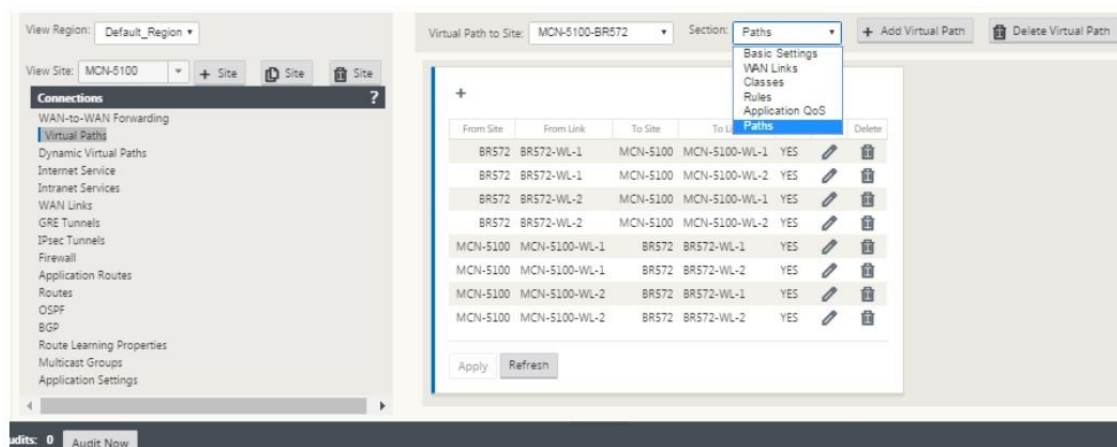 View Region: Default_Region
Virtual Path to Site: MCN-5100-BR572 Section: Paths + Add Virtual Path Delete Virtual Path
Basic Settings
WAN Links
Classes
Rules
Application QoS
Paths
View Site: MCN-5100 + Site Site Site
Connections ?
WAN-to-WAN Forwarding
Virtual Paths
Dynamic Virtual Paths
Internet Service
Intranet Services
WAN Links
GRE Tunnels
IPsec Tunnels
Firewall
Application Routes
Routes
OSPF
BGP
Route Learning Properties
Multicast Groups
Application Settings
+
From Site From Link To Site To Li Delete
BR572 BR572-WL-1 MCN-5100 MCN-5100-WL-1 YES
BR572 BR572-WL-1 MCN-5100 MCN-5100-WL-2 YES
BR572 BR572-WL-2 MCN-5100 MCN-5100-WL-1 YES
BR572 BR572-WL-2 MCN-5100 MCN-5100-WL-2 YES
MCN-5100 MCN-5100-WL-1 BR572 BR572-WL-1 YES
MCN-5100 MCN-5100-WL-1 BR572 BR572-WL-2 YES
MCN-5100 MCN-5100-WL-2 BR572 BR572-WL-1 YES
MCN-5100 MCN-5100-WL-2 BR572 BR572-WL-2 YES
Apply Refresh
udits: 0 Audit Now